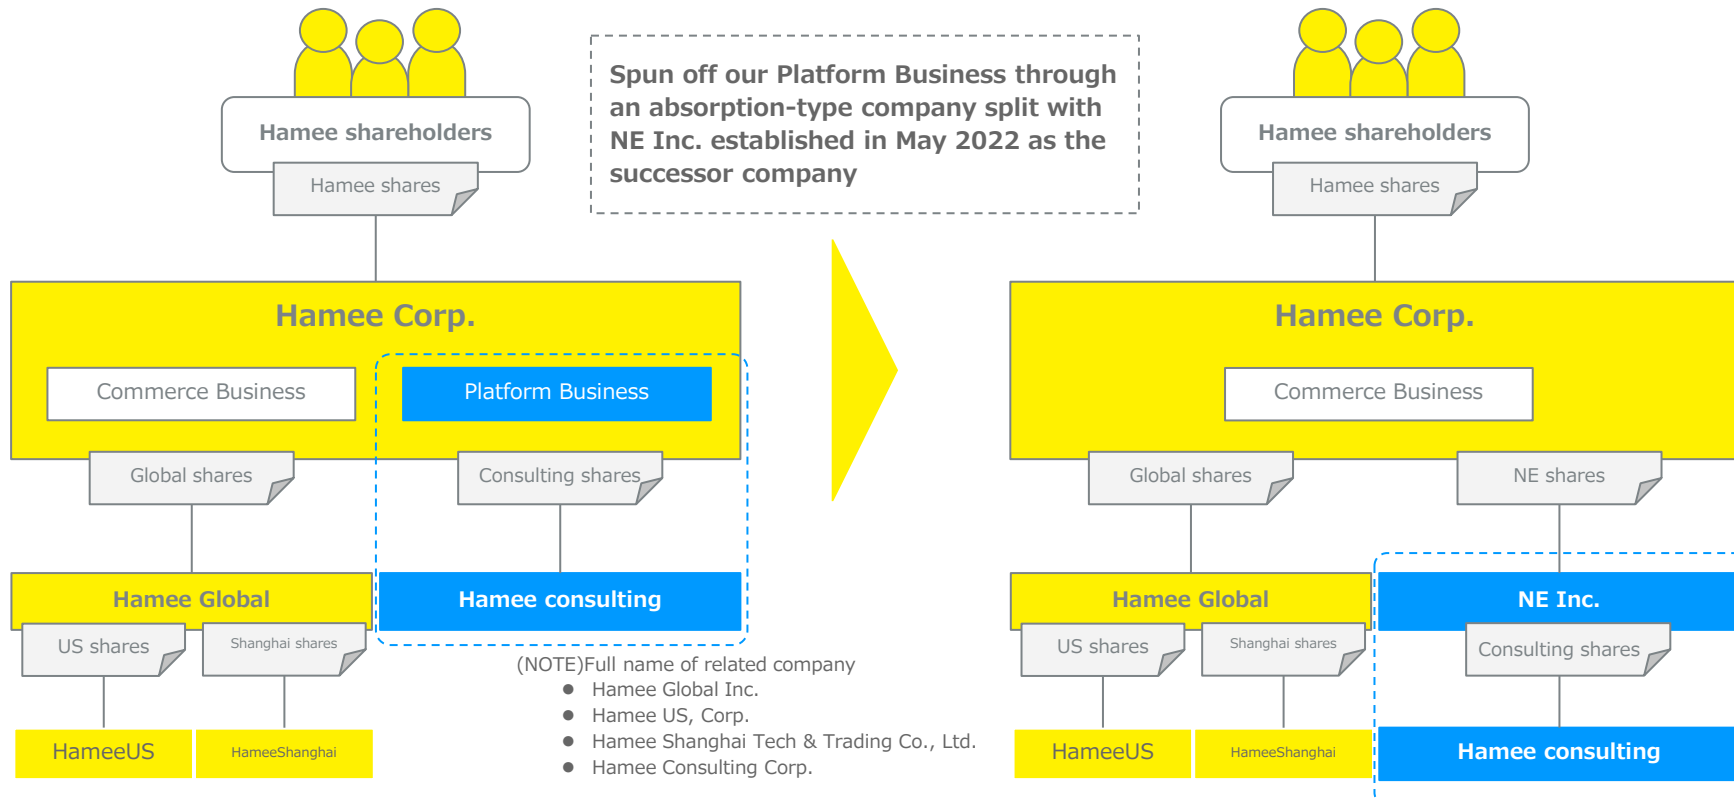 Hamee shareholders
Hamee shares
Spun off our Platform Business through
an absorption-type company split with
NE Inc. established in May 2022 as the
successor company
Hamee shareholders
Hamee shares
Hamee Corp.
Commerce Business
Platform Business
Global shares
Consulting shares
Hamee Global
Hamee consulting
US shares
Shanghai shares
HameeUS
HameeShanghai
(NOTE)Full name of related company
● Hamee Global Inc.
● Hamee US, Corp.
● Hamee Shanghai Tech & Trading Co., Ltd.
● Hamee Consulting Corp.
Hamee Corp.
Commerce Business
Global shares
NE shares
Hamee Global
NE Inc.
US shares
Shanghai shares
Consulting shares
HameeUS
HameeShanghai
Hamee consulting